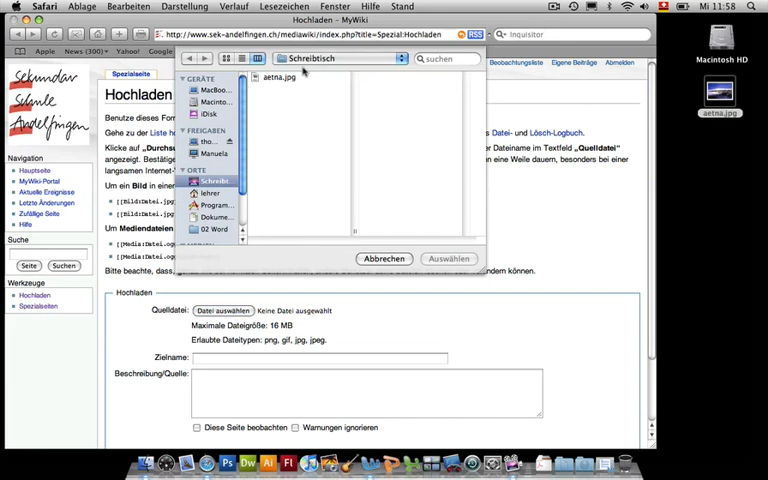 Safari Ablage Bearbeiten Darstellung Verlauf Lesezeichen Fenster Hilfe Stand Mi 11:58
Hochladen - MyWiki
http://www.sek-andelfingen.ch/mediawiki/index.php?title=Spezial:Hochladen RSS Inquisitor
Apple News (300) Yahoo! Google
Schreibtisch suchen
Beobachtungsliste Eigene Beiträge Abmelden
GERÄTE
MacBoo...
Macinto...
iDisk
FREIGABEN
tho...
Manuela
ORTE
Schreibt...
lehrer
Program...
Dokume...
02 Word
aetna.jpg
Abbrechen Auswählen
Macintosh HD
aetna.jpg
Sekundar
Schule
Andelfingen
Navigation
Hauptseite
MyWiki-Portal
Aktuelle Ereignisse
Letzte Änderungen
Zufällige Seite
Hilfe
Suche
Seite Suchen
Werkzeuge
Hochladen
Spezialseiten
Spezialseite
Hochladen
Benutze dieses For
Gehe zu der Liste h Datei- und Lösch-Logbuch.
Klicke auf „Durchsu Dateiname im Textfeld „Quelldatei“
angezeigt. Bestätige eine Weile dauern, besonders bei einer
langsamen Internet-
Um ein Bild in einer
[[Bild:Datei.jp
[[Bild:Datei.jp
Um Mediendateien
[[Media:Datei.og
[[Media:Datei.o
Bitte beachte, dass, können.
Hochladen
Quelldatei: Datei auswählen Keine Datei ausgewählt
Maximale Dateigröße: 16 MB
Erlaubte Dateitypen: png, gif, jpg, jpeg.
Zielname
Beschreibung/Quelle:
Diese Seite beobachten Warnungen ignorieren